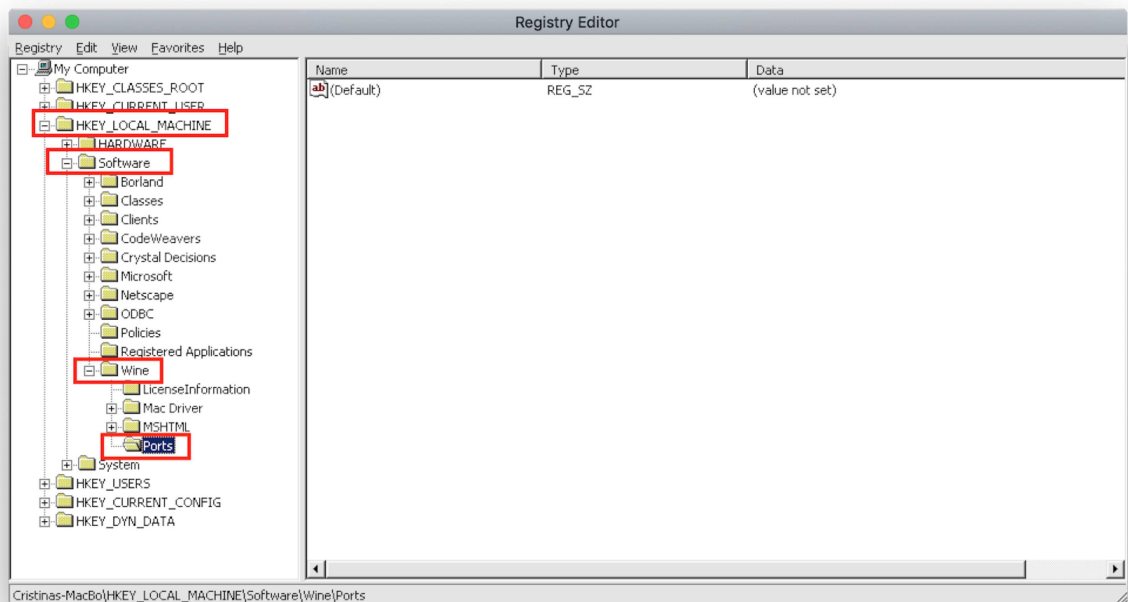 Registry Editor
Registry Edit View Favorites Help
My Computer
HKEY_CLASSES_ROOT
HKEY_CURRENT_USER
HKEY_LOCAL_MACHINE
HARDWARE
Software
Borland
Classes
Clients
CodeWeavers
Crystal Decisions
Microsoft
Netscape
ODBC
Policies
Registered Applications
Wine
LicenseInformation
Mac Driver
MSHTML
Ports
System
HKEY_USERS
HKEY_CURRENT_CONFIG
HKEY_DYN_DATA
Name Type Data
ab (Default) REG_SZ (value not set)
Cristinas-MacBo\HKEY_LOCAL_MACHINE\Software\Wine\Ports